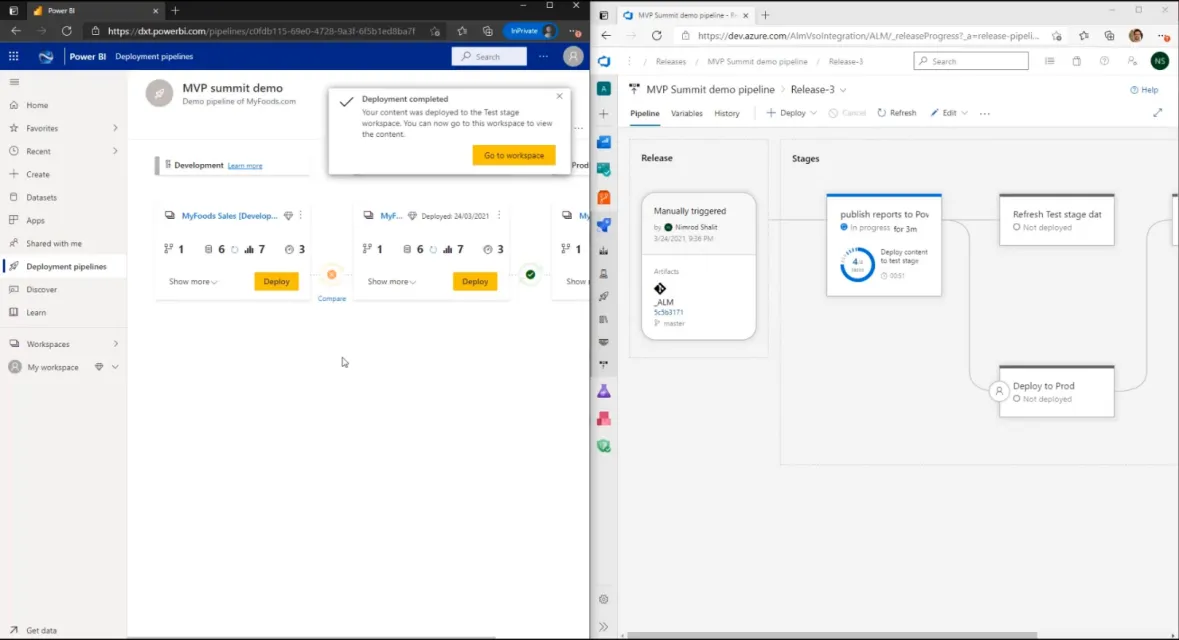 Power BI
https://dxt.powerbi.com/pipelines/c0fdb115-69e0-4728-9a3f-6f5b1ed8ba7f
InPrivate
Power BI Deployment pipelines
Search
Home
Favorites
Recent
Create
Datasets
Apps
Shared with me
Deployment pipelines
Discover
Learn
Workspaces
My workspace
Get data
MVP summit demo
Demo pipeline of MyFoods.com
Deployment completed
Your content was deployed to the Test stage
workspace. You can now go to this workspace to view
the content.
Go to workspace
Development Learn more
Prod
MyFoods Sales [Develop...
1 6 7 3
Show more
Deploy
Compare
MyF... Deployed: 24/03/2021
1 6 7 3
Show more
Deploy
My
1
Show
MVP Summit demo pipeline - Re
https://dev.azure.com/AlmVsoIntegration/ALM/_releaseProgress?_a=release-pipeli...
/ Releases / MVP Summit demo pipeline / Release-3
Search
NS
A
MVP Summit demo pipeline > Release-3
Help
Pipeline Variables History Deploy Cancel Refresh Edit
Release
Manually triggered
by Nimrod Shalit
3/24/2021, 9:36 PM
Artifacts
_ALM
5c5b3171
master
Stages
publish reports to Pow
In progress for 3m
Deploy content
to test stage
00:51
Refresh Test stage dat
Not deployed
Deploy to Prod
Not deployed